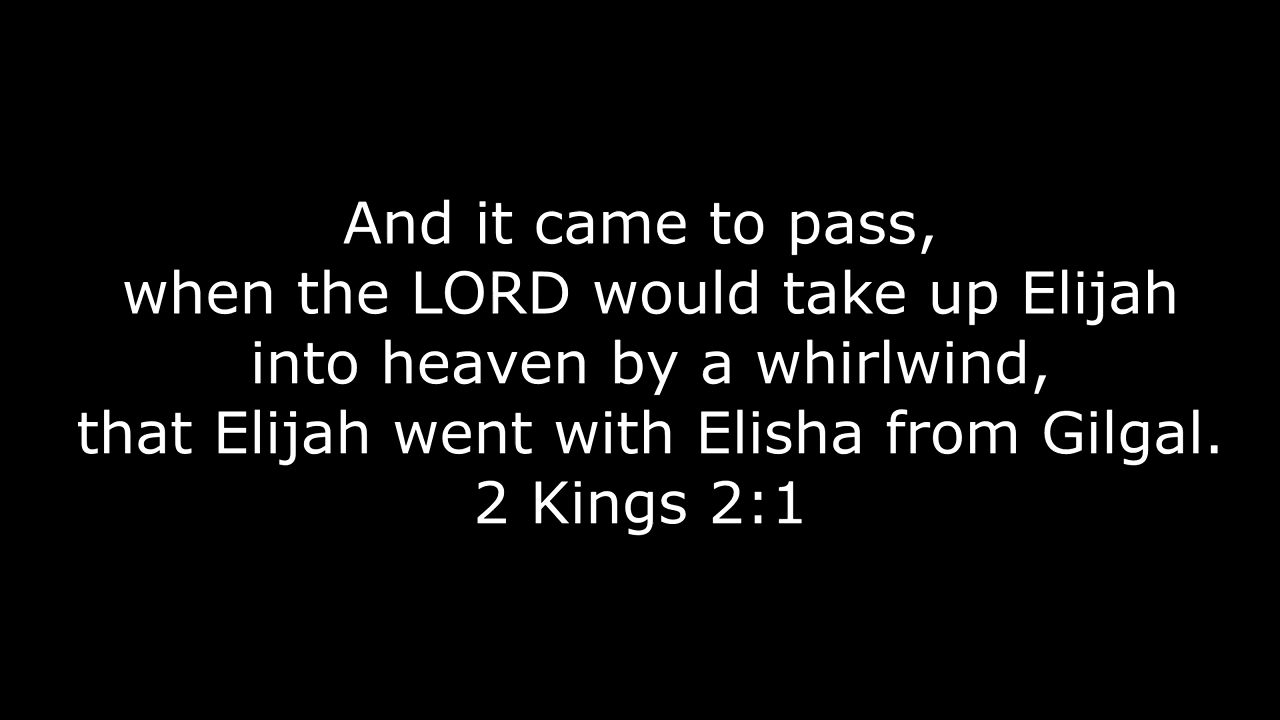 And it came to pass,
when the LORD would take up Elijah
into heaven by a whirlwind,
that Elijah went with Elisha from Gilgal.
2 Kings 2:1